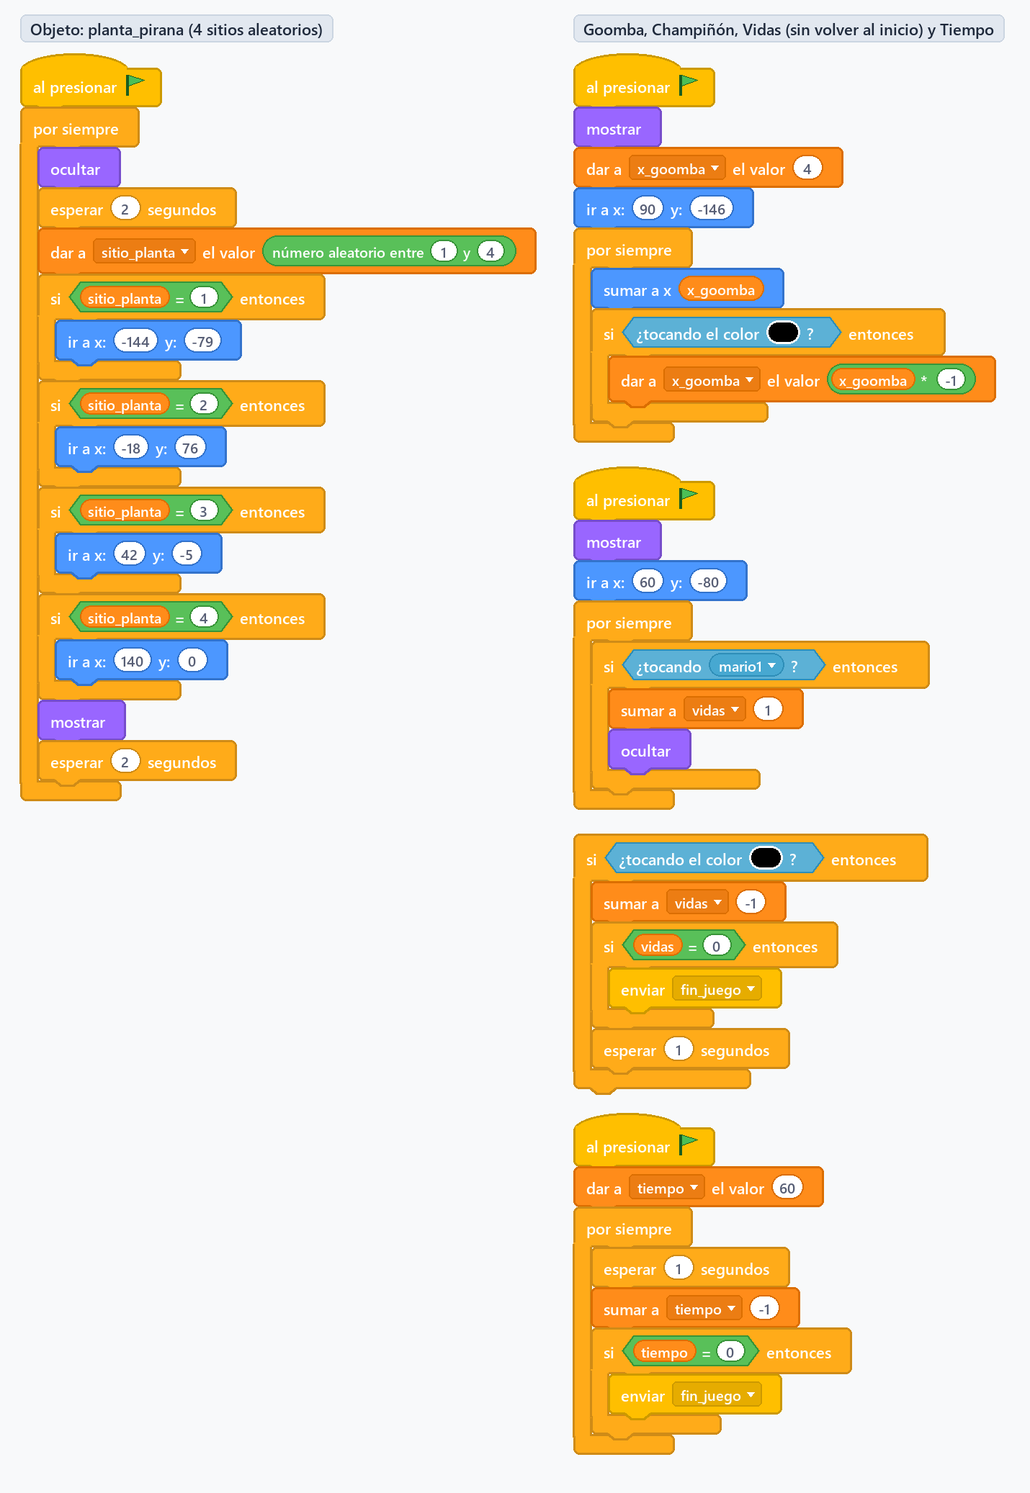 Objeto: planta_pirana (4 sitios aleatorios)
al presionar
por siempre
ocultar
esperar 2 segundos
dar a sitio_planta el valor número aleatorio entre 1 y 4
si sitio_planta = 1 entonces
ir a x: -144 y: -79
si sitio_planta = 2 entonces
ir a x: -18 y: 76
si sitio_planta = 3 entonces
ir a x: 42 y: -5
si sitio_planta = 4 entonces
ir a x: 140 y: 0
mostrar
esperar 2 segundos
Goomba, Champiñón, Vidas (sin volver al inicio) y Tiempo
al presionar
mostrar
dar a x_goomba el valor 4
ir a x: 90 y: -146
por siempre
sumar a x x_goomba
si ¿tocando el color ? entonces
dar a x_goomba el valor x_goomba * -1
al presionar
mostrar
ir a x: 60 y: -80
por siempre
si ¿tocando mario1 ? entonces
sumar a vidas 1
ocultar
si ¿tocando el color ? entonces
sumar a vidas -1
si vidas = 0 entonces
enviar fin_juego
esperar 1 segundos
al presionar
dar a tiempo el valor 60
por siempre
esperar 1 segundos
sumar a tiempo -1
si tiempo = 0 entonces
enviar fin_juego